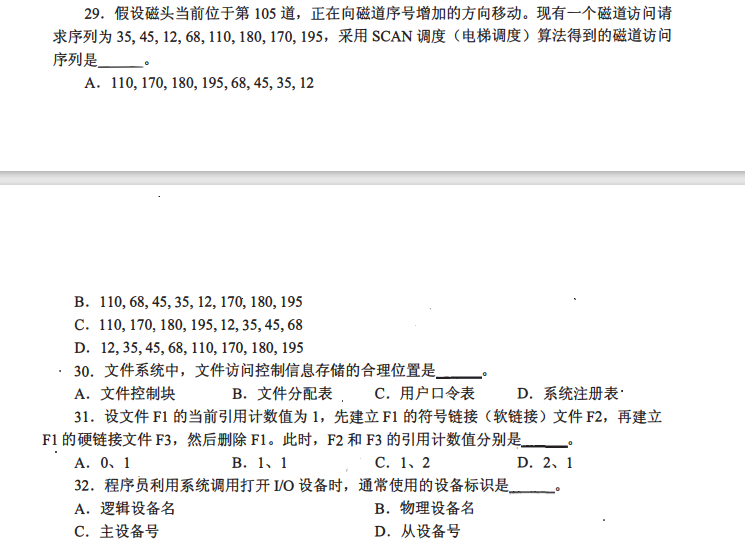 29．假设磁头当前位于第 105 道，正在向磁道序号增加的方向移动。现有一个磁道访问请
求序列为 35, 45, 12, 68, 110, 180, 170, 195，采用 SCAN 调度（电梯调度）算法得到的磁道访问
序列是______。
A．110, 170, 180, 195, 68, 45, 35, 12
B．110, 68, 45, 35, 12, 170, 180, 195
C．110, 170, 180, 195, 12, 35, 45, 68
D．12, 35, 45, 68, 110, 170, 180, 195
30．文件系统中，文件访问控制信息存储的合理位置是______。
A．文件控制块 B．文件分配表 C．用户口令表 D．系统注册表
31．设文件 F1 的当前引用计数值为 1，先建立 F1 的符号链接（软链接）文件 F2，再建立
F1 的硬链接文件 F3，然后删除 F1。此时，F2 和 F3 的引用计数值分别是______。
A．0、1 B．1、1 C．1、2 D．2、1
32．程序员利用系统调用打开 I/O 设备时，通常使用的设备标识是______。
A．逻辑设备名 B．物理设备名
C．主设备号 D．从设备号